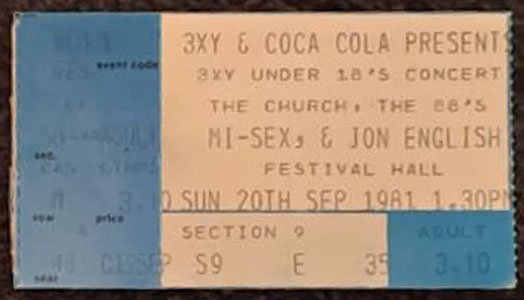 3XY & COCA COLA PRESENTS
event code
3XY UNDER 18'S CONCERT
THE CHURCH, THE 88'S
MI-SEX, & JON ENGLISH
sec.
FESTIVAL HALL
3.10 SUN 20TH SEP 1981 1.30PM
row price
SECTION 9 ADULT
S9 E 35 3.10
seat